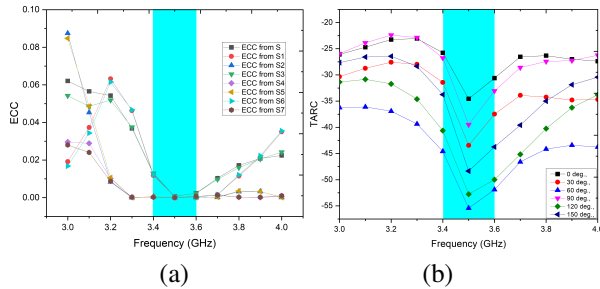 (a)
0.10
0.08
0.06
0.04
0.02
0.00
ECC
ECC from S
ECC from S1
ECC from S2
ECC from S3
ECC from S4
ECC from S5
ECC from S6
ECC from S7
3.0 3.2 3.4 3.6 3.8 4.0
Frequency (GHz)
(a)
(b)
-15
-20
-25
-30
-35
-40
-45
-50
-55
TARC
0 deg.,
30 deg.,
60 deg.,
90 deg.,
120 deg.,
150 deg.,
3.0 3.2 3.4 3.6 3.8 4.0
Frequency (GHz)
(b)